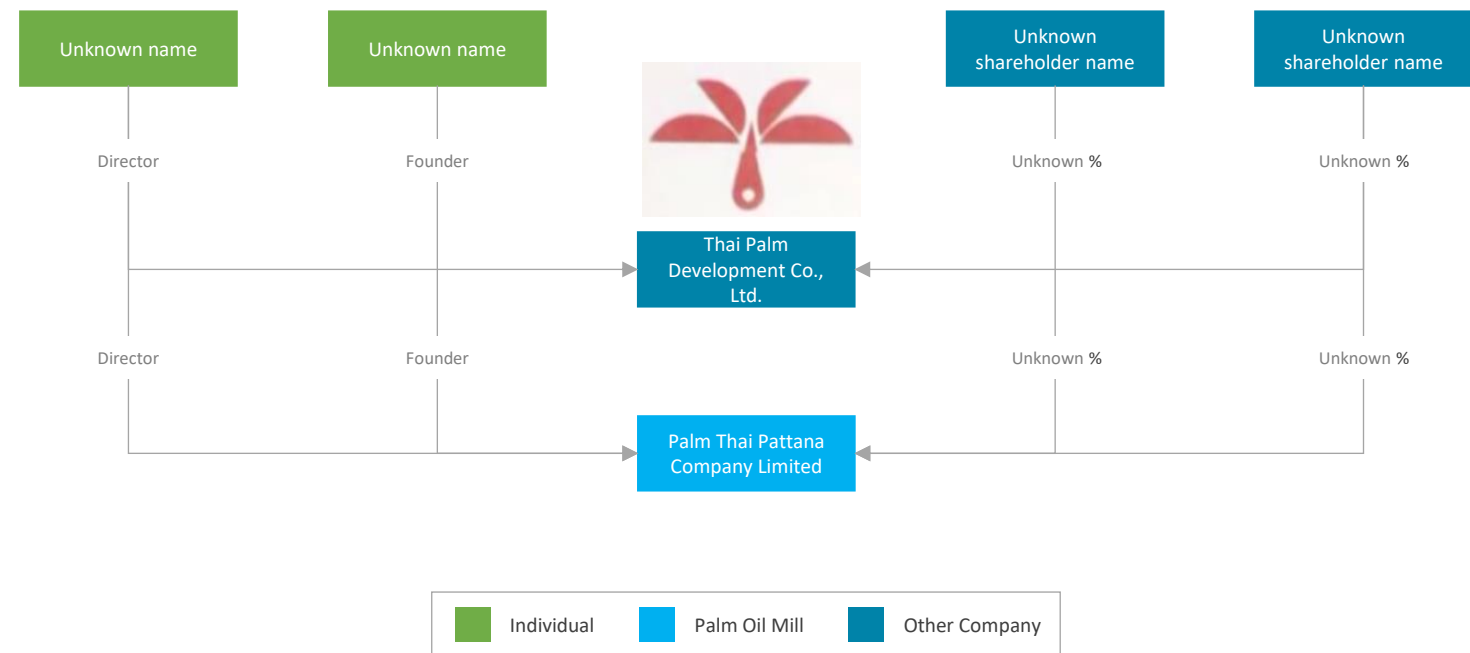 Unknown name
Unknown name
Unknown
shareholder name
Unknown
shareholder name
Director
Founder
Unknown %
Unknown %
Thai Palm
Development Co.,
Ltd.
Director
Founder
Unknown %
Unknown %
Palm Thai Pattana
Company Limited
Individual
Palm Oil Mill
Other Company